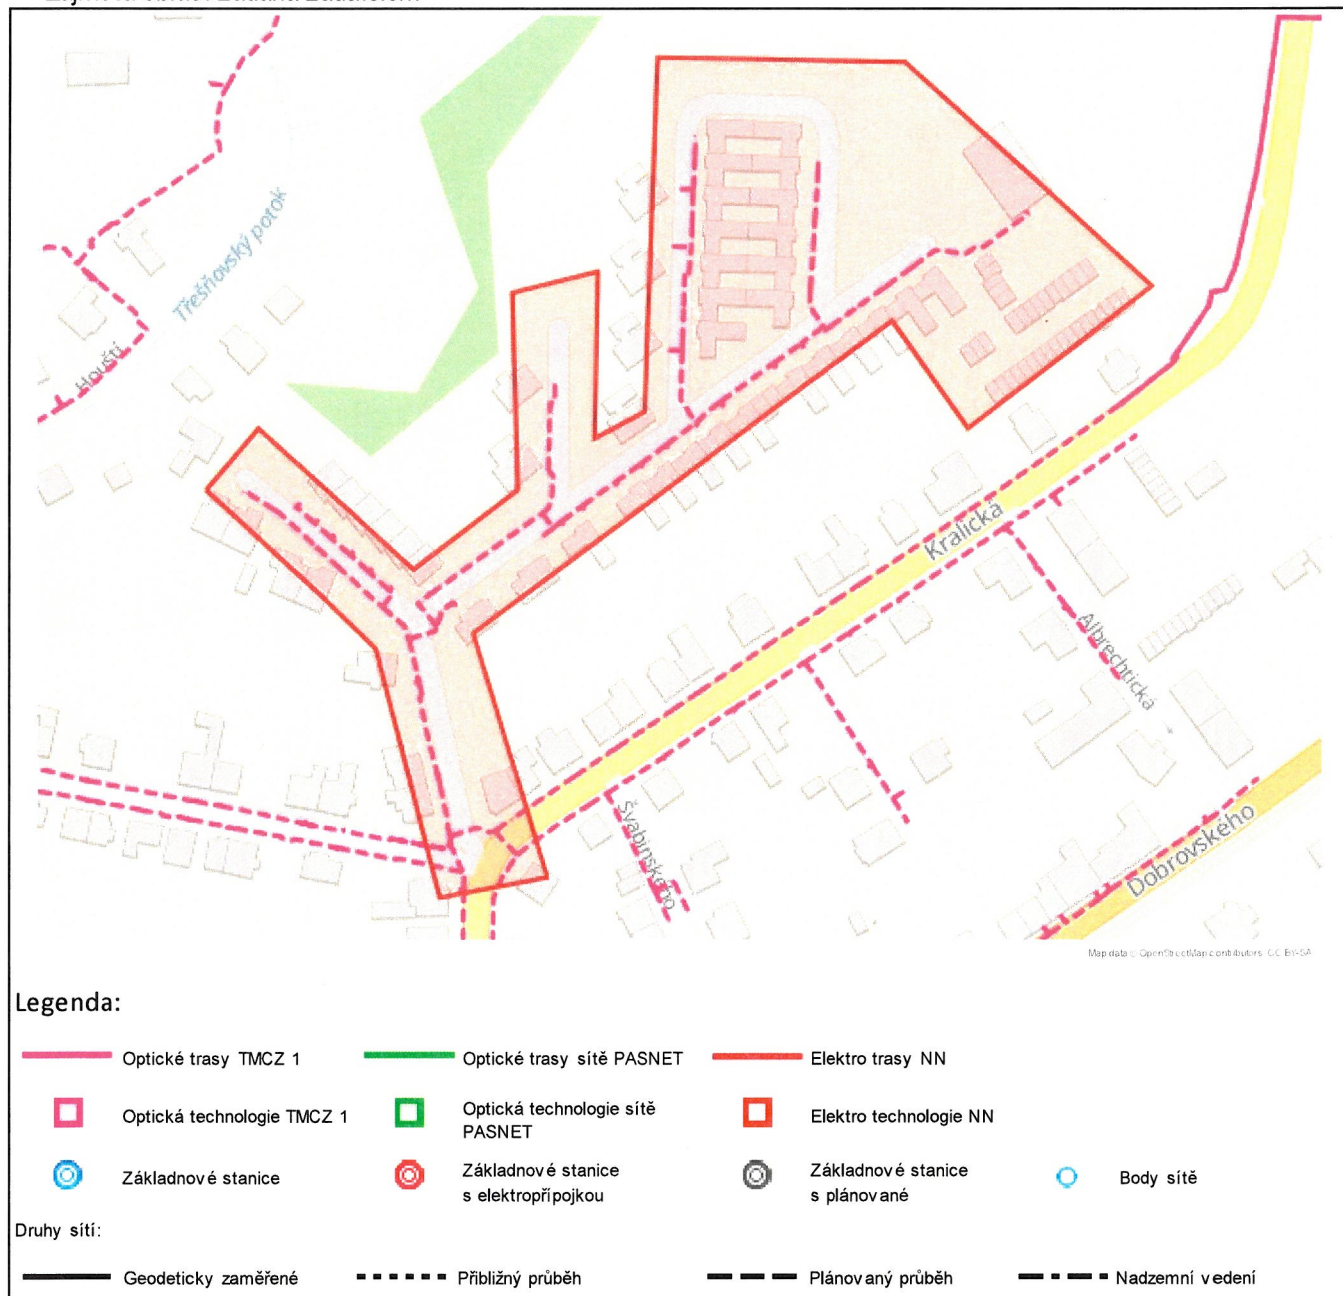 Třešňovský potok
Houští
Kralická
Albrechtická
Švabinského
Dobrovského
Map data © OpenStreetMap contributors, CC BY-SA
Legenda:
Optické trasy TMCZ 1
Optické trasy sítě PASNET
Elektro trasy NN
Optická technologie TMCZ 1
Optická technologie sítě
PASNET
Elektro technologie NN
Základnové stanice
Základnové stanice
s elektropřípojkou
Základnové stanice
s plánované
Body sítě
Druhy sítí:
Geodeticky zaměřené
Přibližný průběh
Plánovaný průběh
Nadzemní vedení